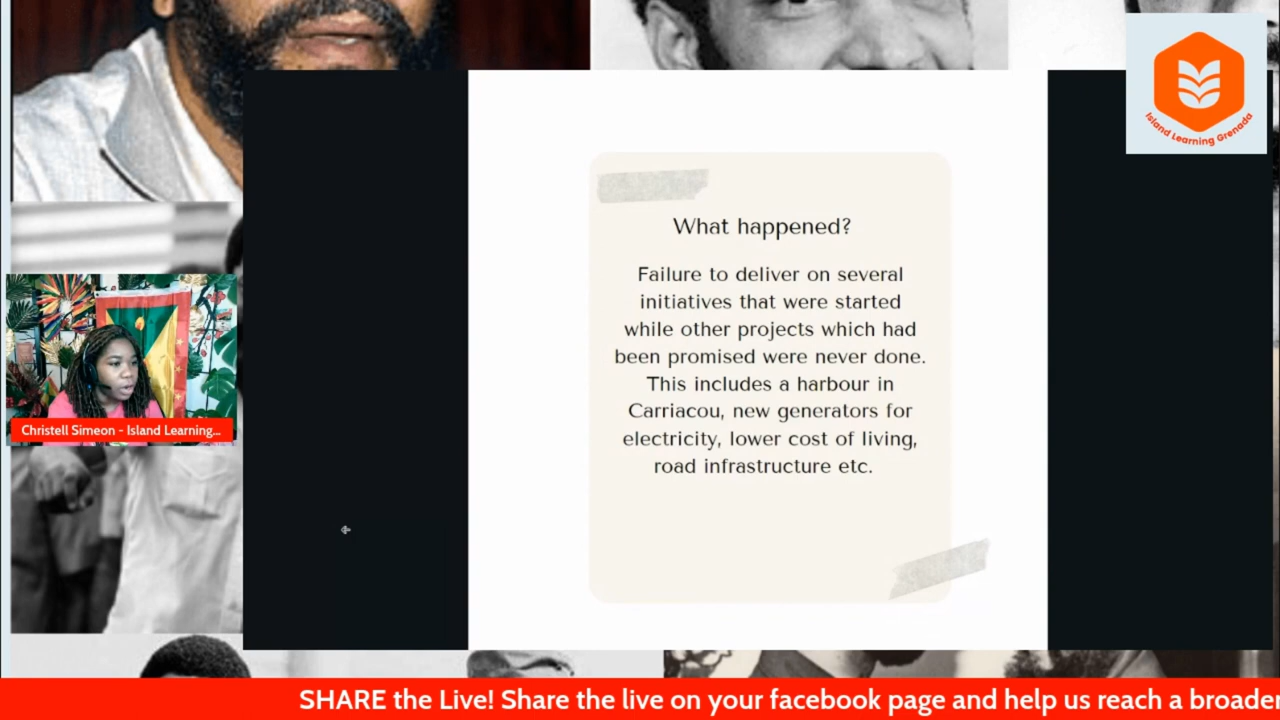 Island Learning Grenada
What happened?
Failure to deliver on several
initiatives that were started
while other projects which had
been promised were never done.
This includes a harbour in
Carriacou, new generators for
electricity, lower cost of living,
road infrastructure etc.
Christell Simeon - Island Learning...
SHARE the Live! Share the live on your facebook page and help us reach a broader